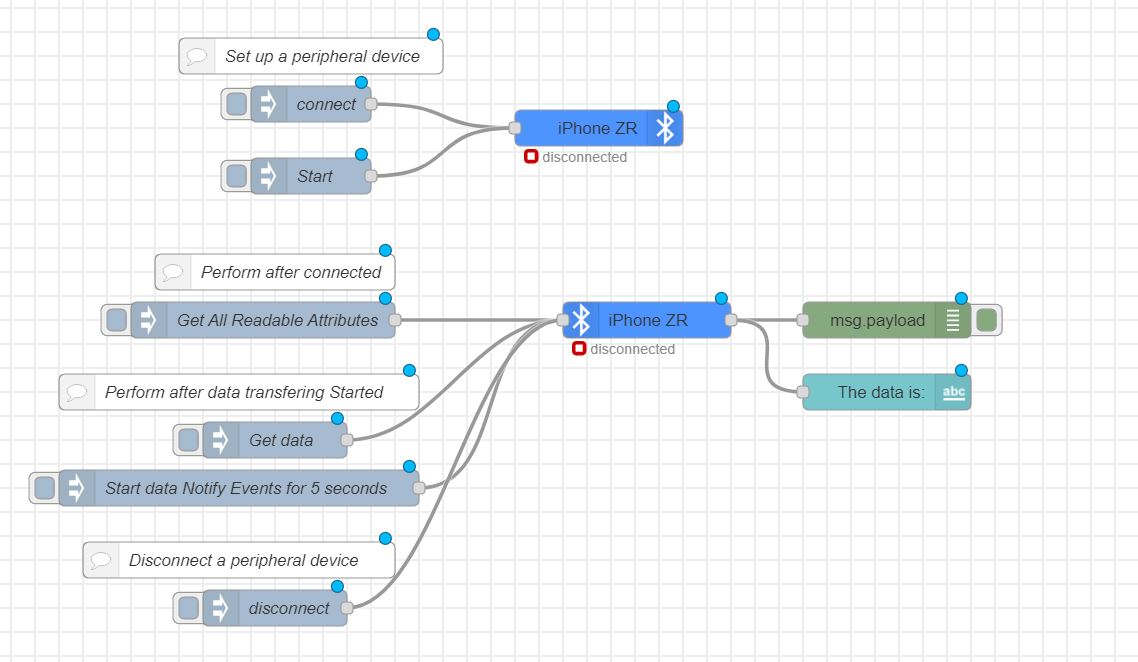 Set up a peripheral device
connect
iPhone ZR
disconnected
Start
Perform after connected
Get All Readable Attributes
iPhone ZR
msg.payload
disconnected
Perform after data transfering Started
The data is:
abc
Get data
Start data Notify Events for 5 seconds
Disconnect a peripheral device
disconnect